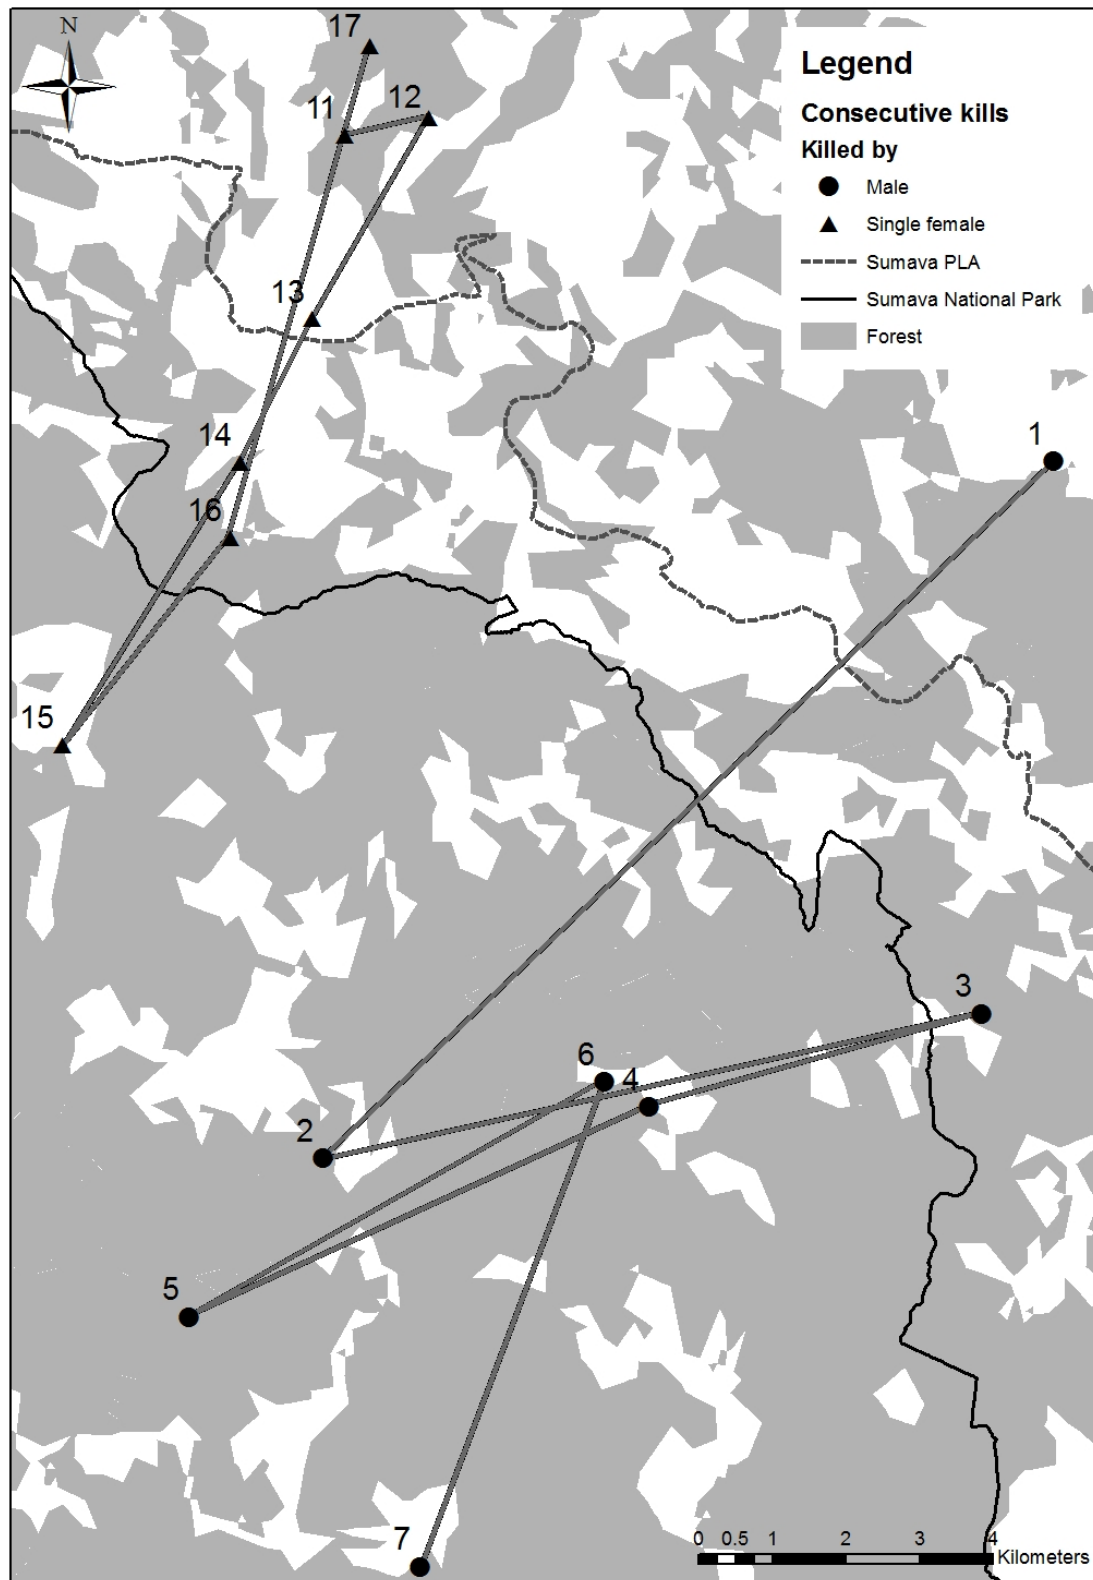 N
17
12
11
13
14
16
15
1
3
6
4
2
5
7
Legend
Consecutive kills
Killed by
Male
Single female
Sumava PLA
Sumava National Park
Forest
0 0.5 1 2 3 4
Kilometers